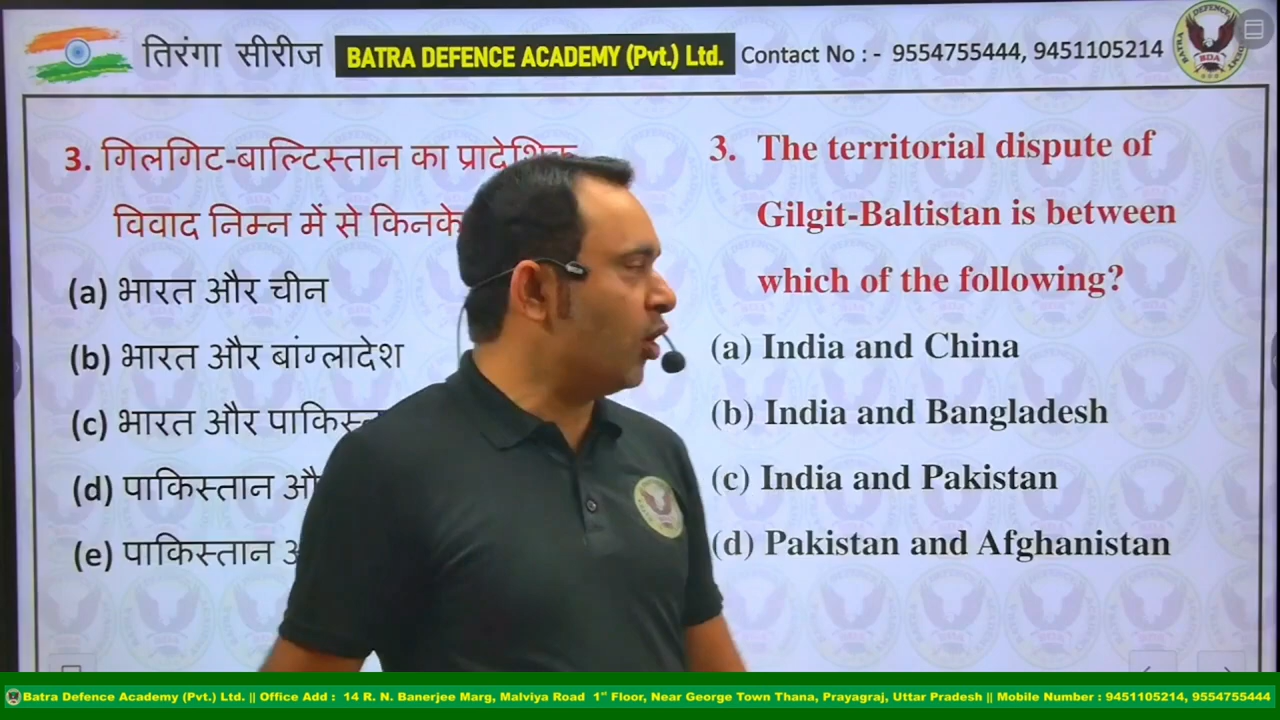 तिरंगा सीरीज BATRA DEFENCE ACADEMY (Pvt.) Ltd. Contact No : - 9554755444, 9451105214
3. गिलगिट-बाल्टिस्तान का
विवाद निम्न में से किनके
(a) भारत और चीन
(b) भारत और बांग्लादेश
(c) भारत और
(d) पाकिस्तान
(e) पाकिस्तान
3. The territorial dispute of
Gilgit-Baltistan is between
which of the following?
(a) India and China
(b) India and Bangladesh
(c) India and Pakistan
(d) Pakistan and Afghanistan
Batra Defence Academy (Pvt.) Ltd. || Office Add : 14 R. N. Banerjee Marg, Malviya Road 1st Floor, Near George Town Thana, Prayagraj, Uttar Pradesh || Mobile Number : 9451105214, 9554755444